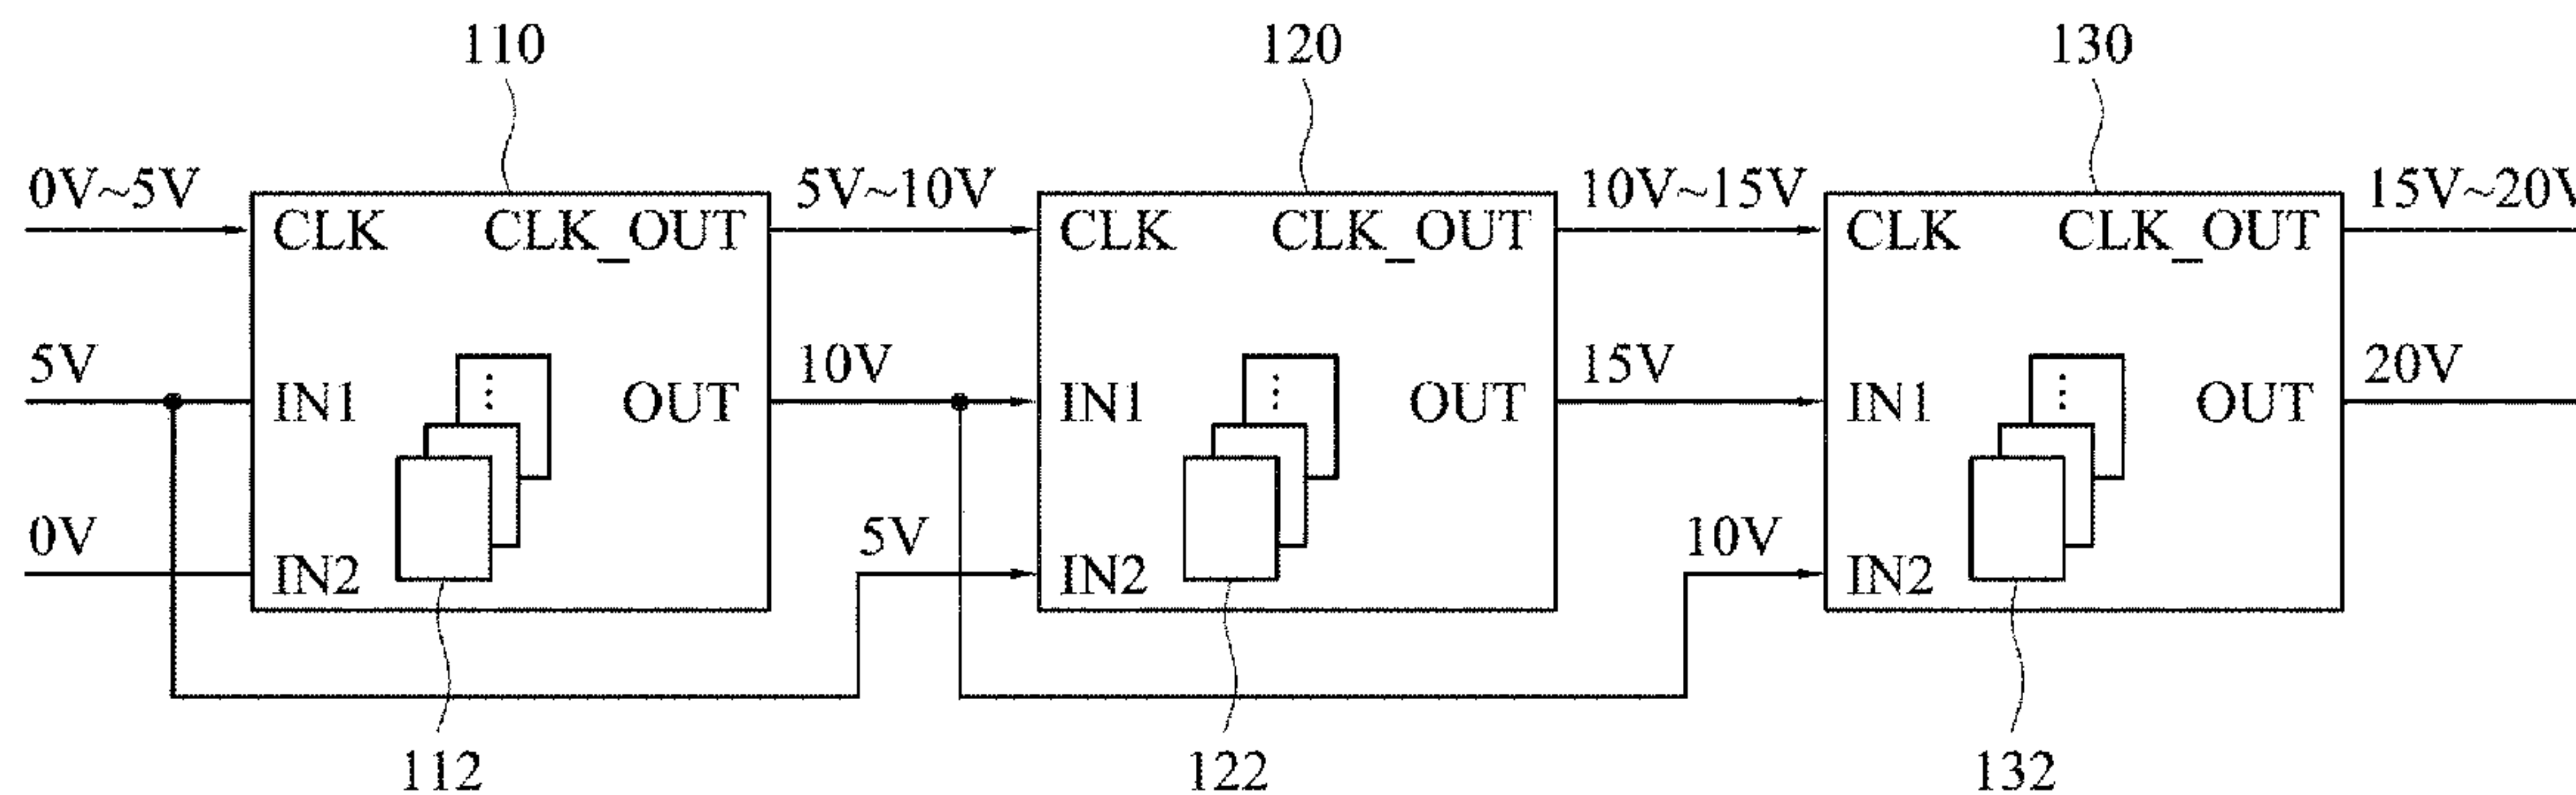 110 120 130
0V~5V 5V~10V 10V~15V 15V~20V
CLK CLK_OUT CLK CLK_OUT CLK CLK_OUT
5V 10V 15V 20V
IN1 OUT IN1 OUT IN1 OUT
0V 5V 10V
IN2 IN2 IN2
112 122 132